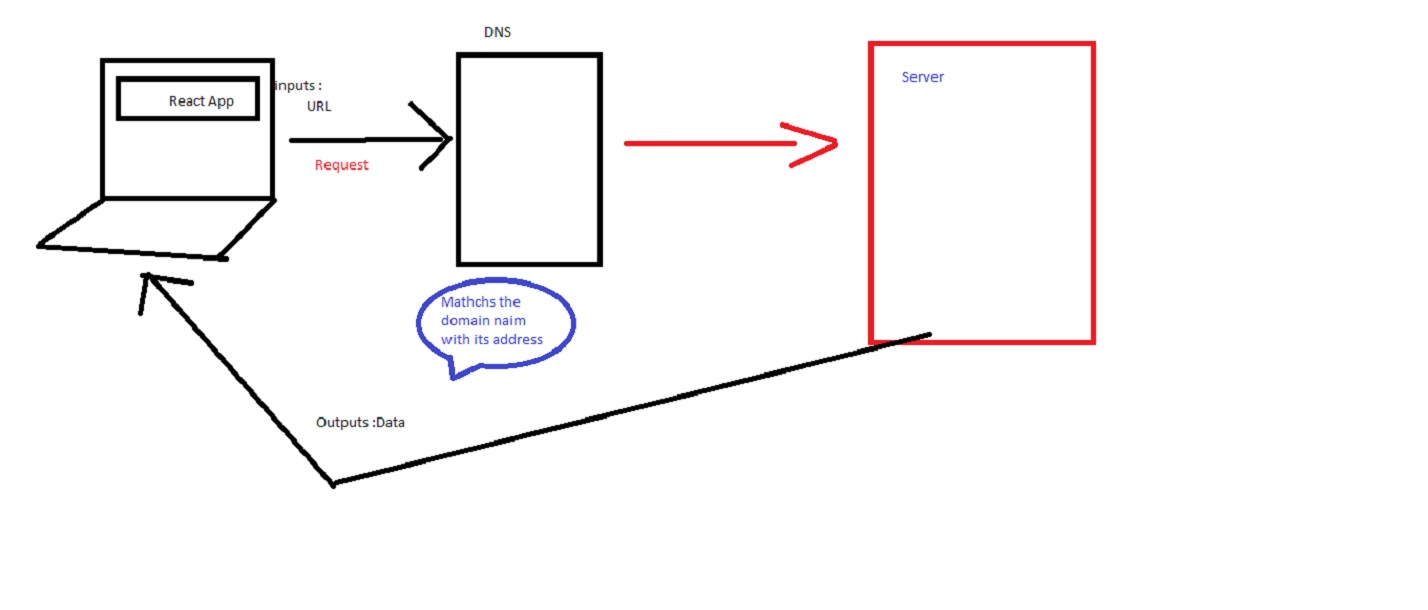 DNS
React App
inputs :
URL
Request
Server
Mathchs the
domain naim
with its address
Outputs :Data